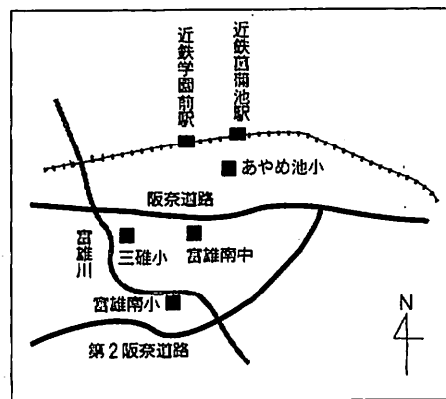 近鉄学園前駅
近鉄菖蒲池駅
あやめ池小
阪奈道路
富雄川
三碓小
富雄南中
富雄南小
第2阪奈道路
N